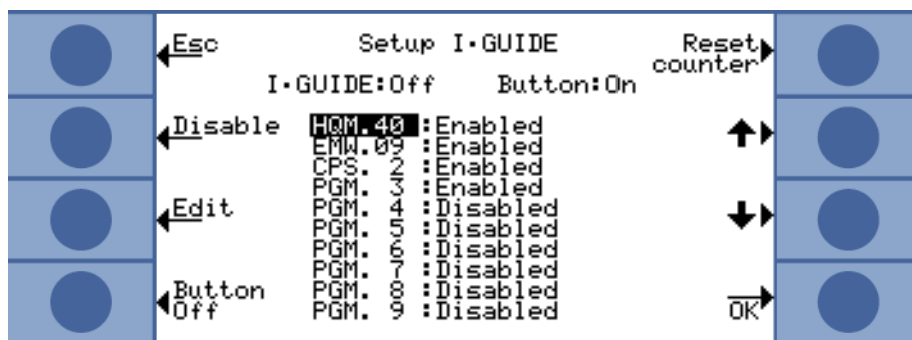 Esc Setup I•GUIDE Reset
counter
I•GUIDE:Off Button:On
Disable HQM.40 :Enabled
EMW.09 :Enabled
CPS. 2 :Enabled
PGM. 3 :Enabled
Edit PGM. 4 :Disabled
PGM. 5 :Disabled
PGM. 6 :Disabled
PGM. 7 :Disabled
Button PGM. 8 :Disabled
Off PGM. 9 :Disabled OK